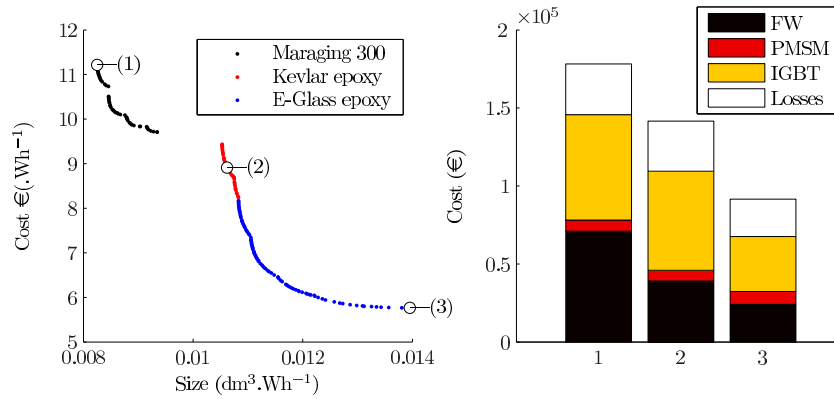 12
11
10
9
8
7
6
5
Cost €(.Wh⁻¹)
0.008
0.01
0.012
0.014
Size (dm³.Wh⁻¹)
Maraging 300
Kevlar epoxy
E-Glass epoxy
(1)
(2)
(3)
×10⁵
2
1.5
1
0.5
0
Cost (€)
1
2
3
FW
PMSM
IGBT
Losses